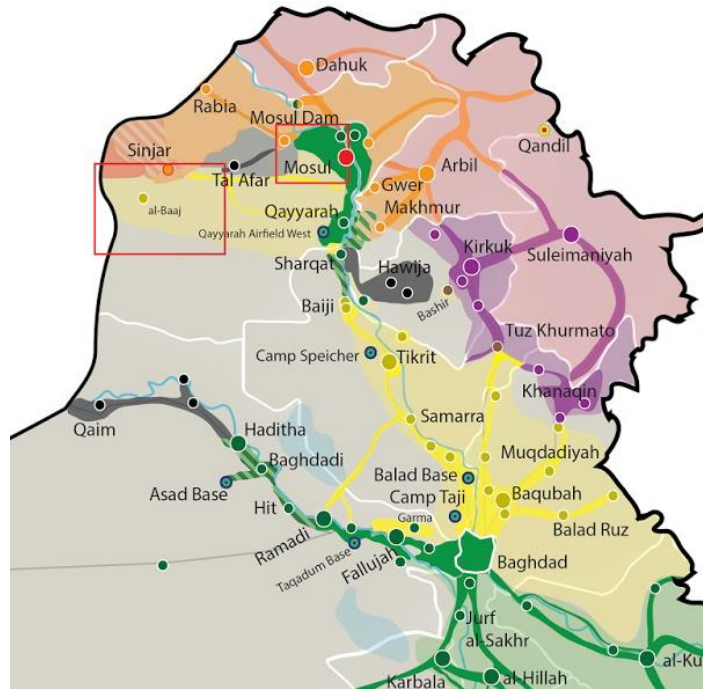 Dahuk
Rabia
Mosul Dam
Qandil
Sinjar
Mosul
Arbil
Tal Afar
Gwer
al-Baaj
Makhmur
Qayyarah
Qayyarah Airfield West
Kirkuk
Suleimaniyah
Sharqat
Hawija
Bashir
Baiji
Tuz Khurmato
Camp Speicher
Tikrit
Khanaqin
Samarra
Qaim
Haditha
Muqdadiyah
Baghdadi
Balad Base
Asad Base
Camp Taji
Baqubah
Hit
Garma
Balad Ruz
Ramadi
Taqadum Base
Fallujah
Baghdad
Jurf
al-Sakhr
al-Ku
Karbala
al-Hillah